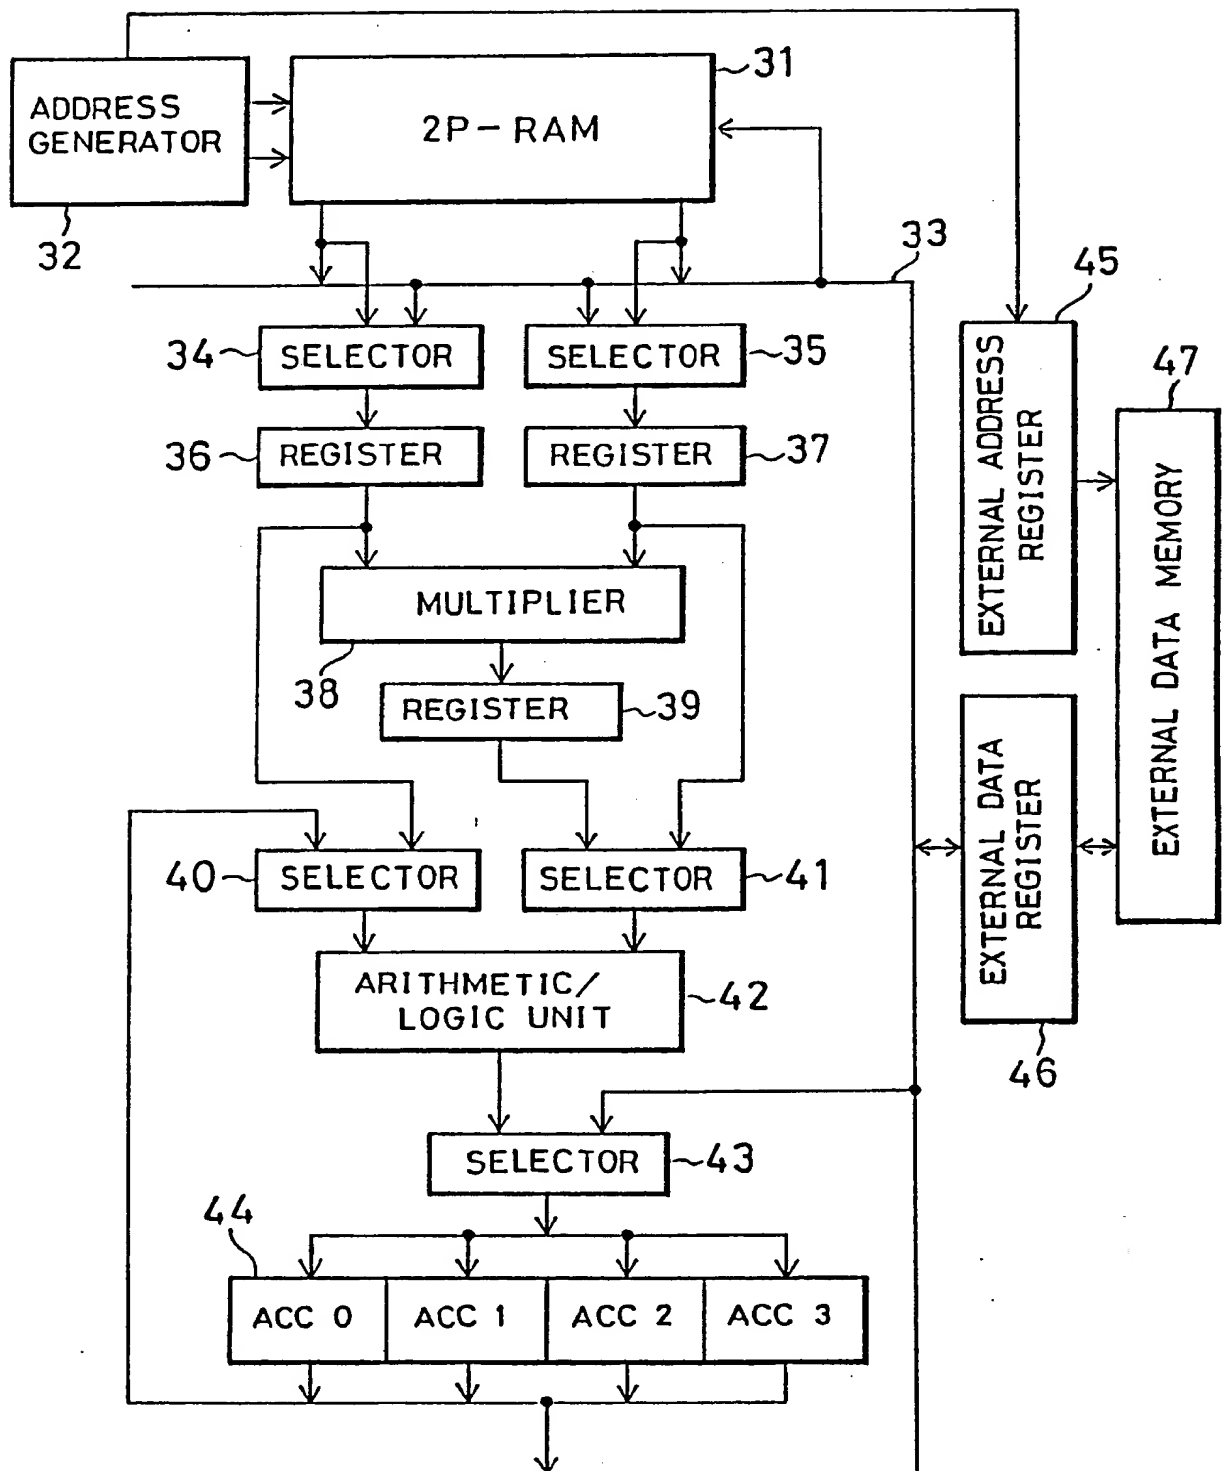 31
ADDRESS
GENERATOR
2P-RAM
32
33
45
34
SELECTOR
SELECTOR
35
47
36
REGISTER
REGISTER
37
EXTERNAL ADDRESS
REGISTER
EXTERNAL DATA MEMORY
MULTIPLIER
38
REGISTER
39
EXTERNAL DATA
REGISTER
40
SELECTOR
SELECTOR
41
ARITHMETIC/
LOGIC UNIT
42
46
SELECTOR
43
44
ACC 0
ACC 1
ACC 2
ACC 3